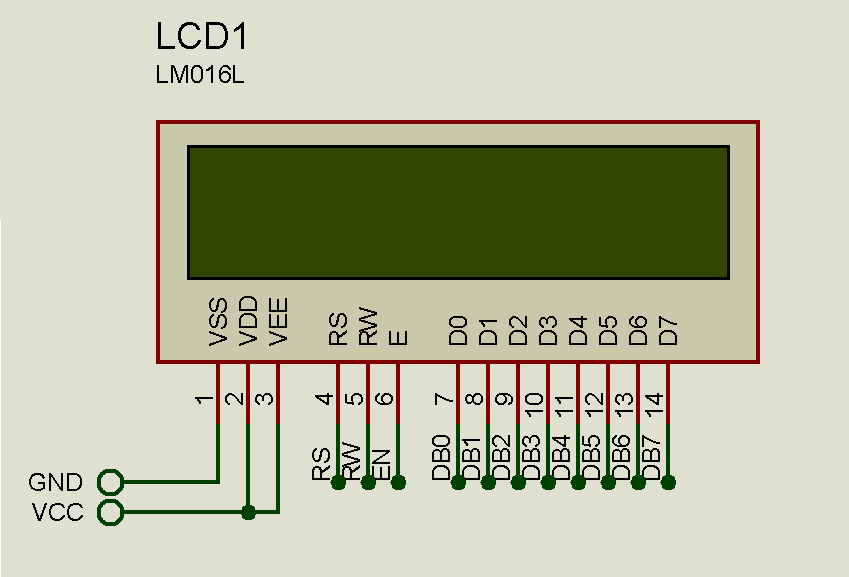 LCD1
LM016L
VSS VDD VEE RS RW E D0 D1 D2 D3 D4 D5 D6 D7
1 2 3 4 5 6 7 8 9 10 11 12 13 14
RS RW EN DB0 DB1 DB2 DB3 DB4 DB5 DB6 DB7
GND
VCC